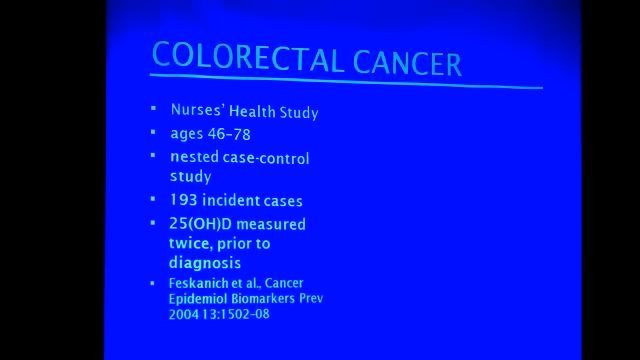 COLORECTAL CANCER
▪ Nurses' Health Study
▪ ages 46-78
▪ nested case-control
study
▪ 193 incident cases
▪ 25(OH)D measured
twice, prior to
diagnosis
▪ Feskanich et al., Cancer
Epidemiol Biomarkers Prev
2004 13:1502-08